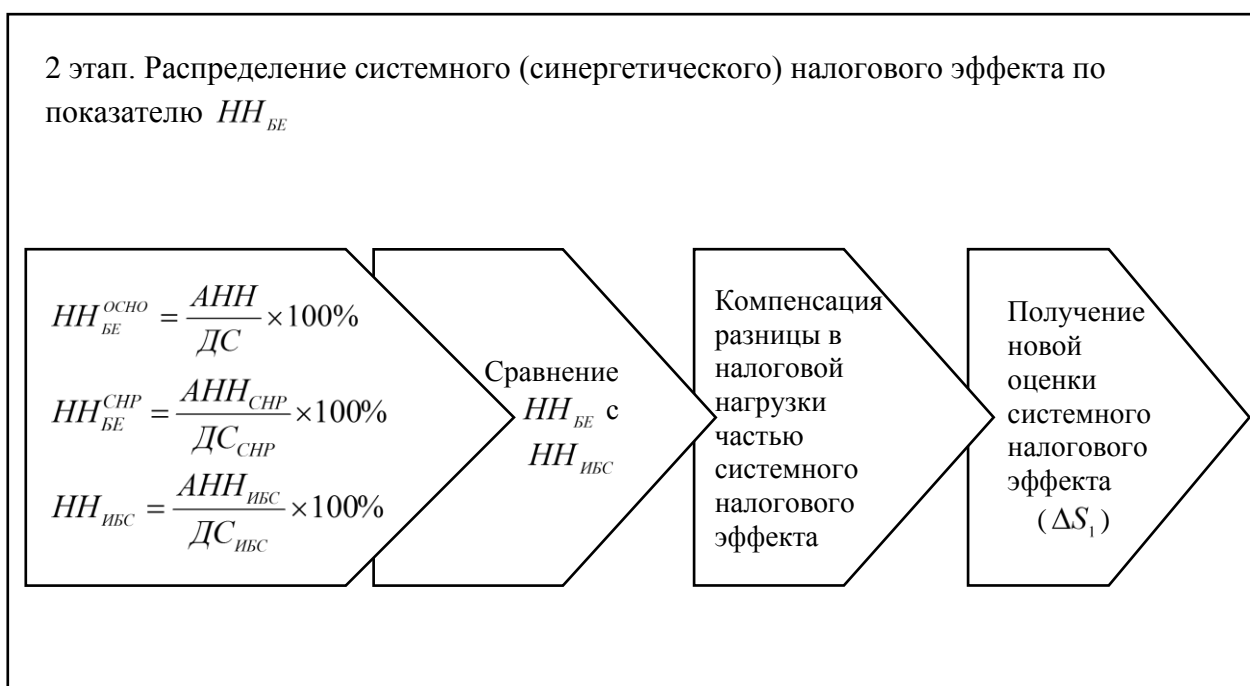 2 этап. Распределение системного (синергетического) налогового эффекта по
показателю НН_БЕ
НН_БЕ^ОСНО = АНН / ДС × 100%
НН_БЕ^СНР = АНН_СНР / ДС_СНР × 100%
НН_ИБС = АНН_ИБС / ДС_ИБС × 100%
Сравнение
НН_БЕ с
НН_ИБС
Компенсация
разницы в
налоговой
нагрузки
частью
системного
налогового
эффекта
Получение
новой
оценки
системного
налогового
эффекта
(ΔS₁)